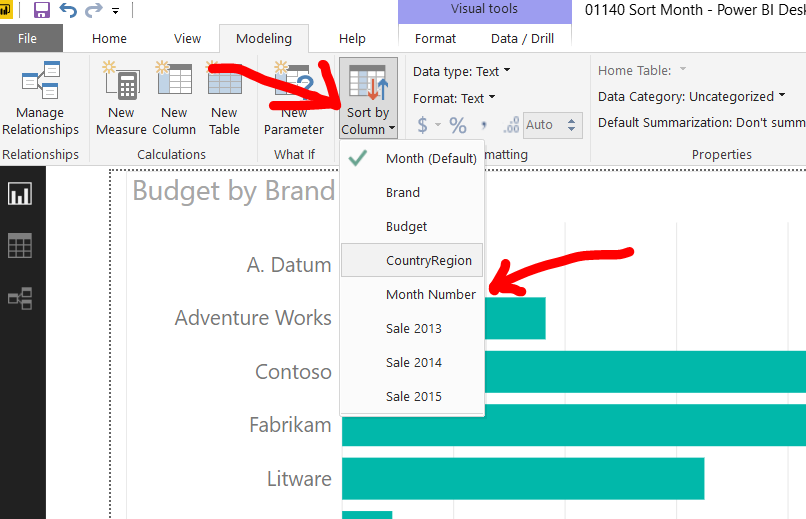 Visual tools
01140 Sort Month - Power BI Desk
File
Home
View
Modeling
Help
Format
Data / Drill
Manage
Relationships
New
Measure
New
Column
New
Table
New
Parameter
Sort by
Column
Data type: Text
Format: Text
$ % , .00 Auto
Home Table:
Data Category: Uncategorized
Default Summarization: Don't summ
Relationships
Calculations
What If
matting
Properties
Month (Default)
Brand
Budget
CountryRegion
Month Number
Sale 2013
Sale 2014
Sale 2015
Budget by Brand
A. Datum
Adventure Works
Contoso
Fabrikam
Litware